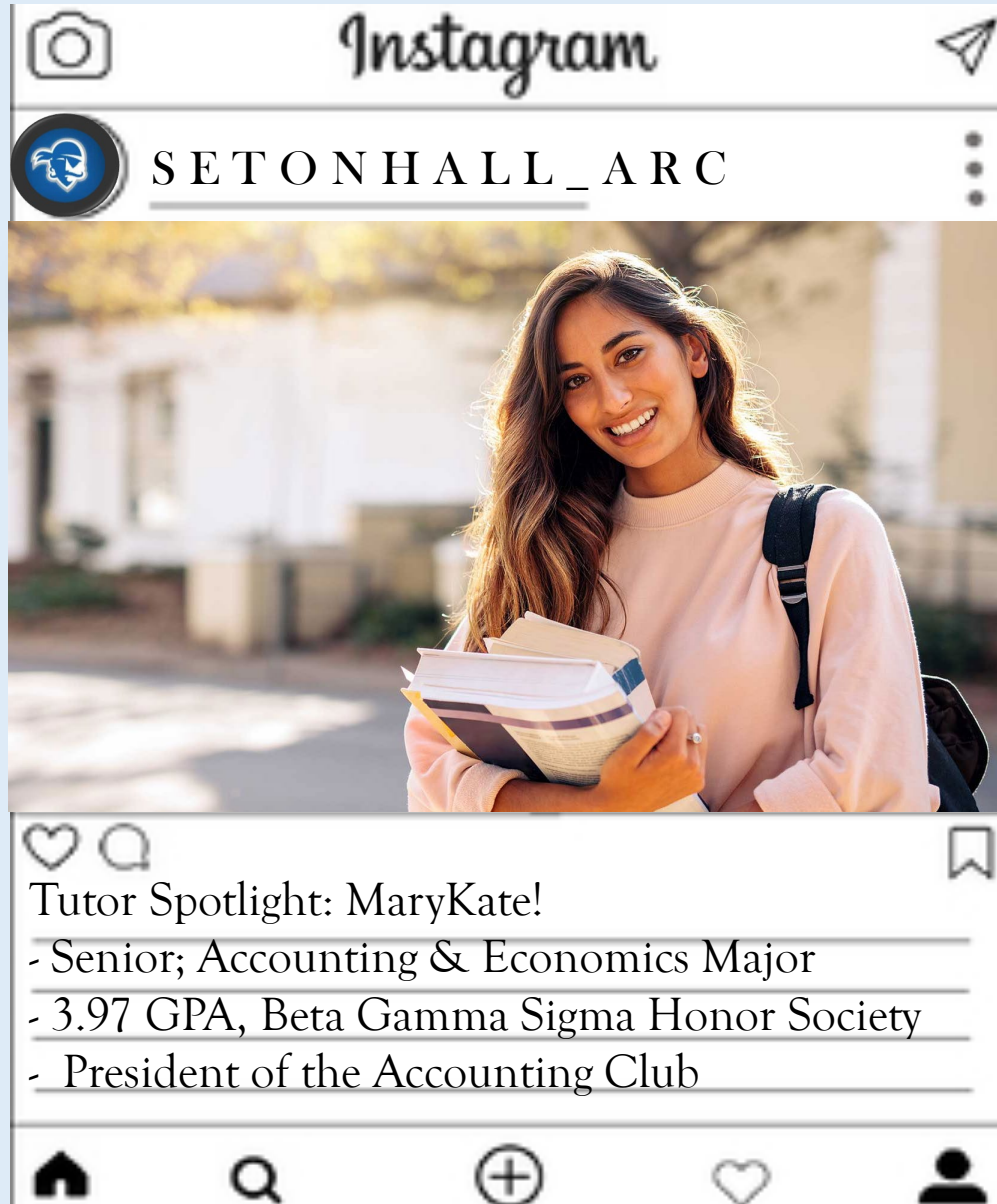 Instagram
SETONHALL_ARC
Tutor Spotlight: MaryKate!
- Senior; Accounting & Economics Major
- 3.97 GPA, Beta Gamma Sigma Honor Society
- President of the Accounting Club